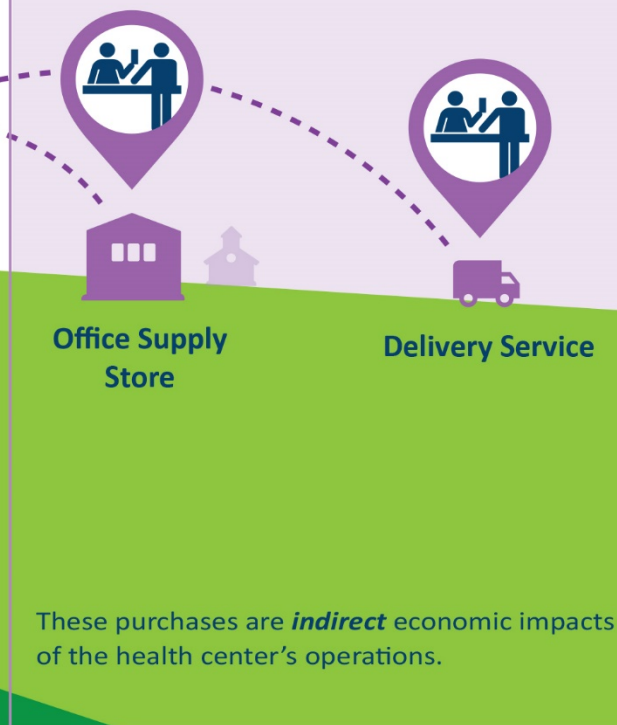 Office Supply
Store
Delivery Service
These purchases are indirect economic impacts
of the health center’s operations.